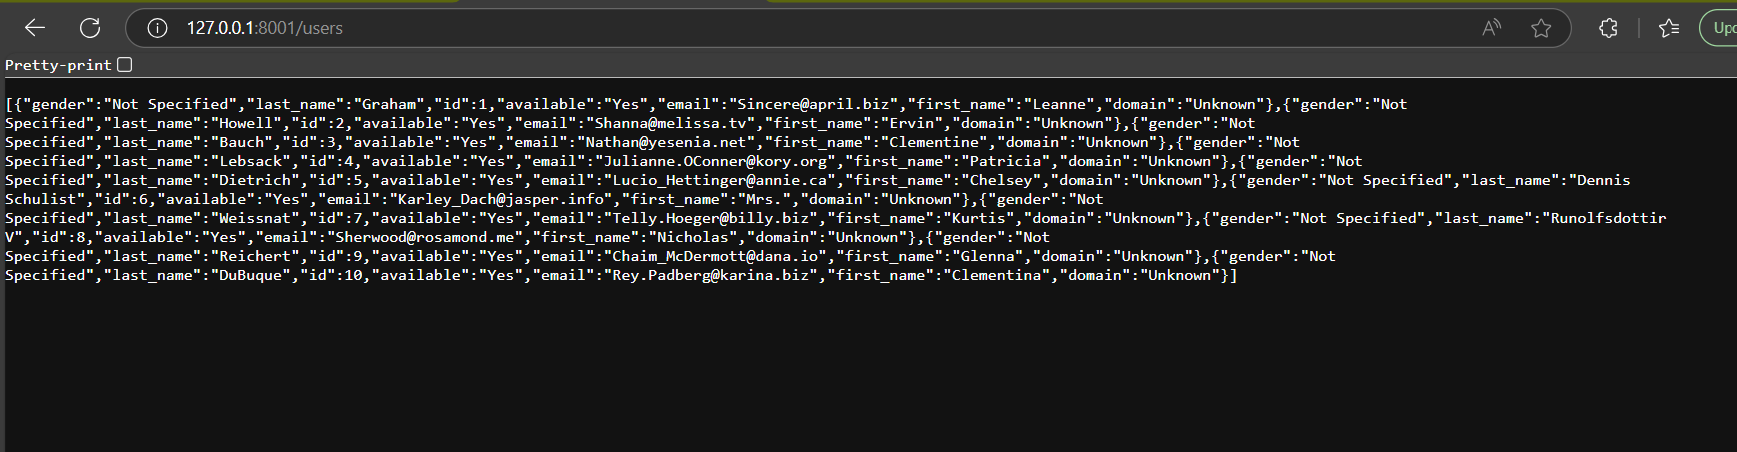 127.0.0.1:8001/users
Upd
Pretty-print
[{"gender":"Not Specified","last_name":"Graham","id":1,"available":"Yes","email":"Sincere@april.biz","first_name":"Leanne","domain":"Unknown"},{"gender":"Not
Specified","last_name":"Howell","id":2,"available":"Yes","email":"Shanna@melissa.tv","first_name":"Ervin","domain":"Unknown"},{"gender":"Not
Specified","last_name":"Bauch","id":3,"available":"Yes","email":"Nathan@yesenia.net","first_name":"Clementine","domain":"Unknown"},{"gender":"Not
Specified","last_name":"Lebsack","id":4,"available":"Yes","email":"Julianne.OConner@kory.org","first_name":"Patricia","domain":"Unknown"},{"gender":"Not
Specified","last_name":"Dietrich","id":5,"available":"Yes","email":"Lucio_Hettinger@annie.ca","first_name":"Chelsey","domain":"Unknown"},{"gender":"Not Specified","last_name":"Dennis
Schulist","id":6,"available":"Yes","email":"Karley_Dach@jasper.info","first_name":"Mrs.","domain":"Unknown"},{"gender":"Not
Specified","last_name":"Weissnat","id":7,"available":"Yes","email":"Telly.Hoeger@billy.biz","first_name":"Kurtis","domain":"Unknown"},{"gender":"Not Specified","last_name":"Runolfsdottir
V","id":8,"available":"Yes","email":"Sherwood@rosamond.me","first_name":"Nicholas","domain":"Unknown"},{"gender":"Not
Specified","last_name":"Reichert","id":9,"available":"Yes","email":"Chaim_McDermott@dana.io","first_name":"Glenna","domain":"Unknown"},{"gender":"Not
Specified","last_name":"DuBuque","id":10,"available":"Yes","email":"Rey.Padberg@karina.biz","first_name":"Clementina","domain":"Unknown"}]